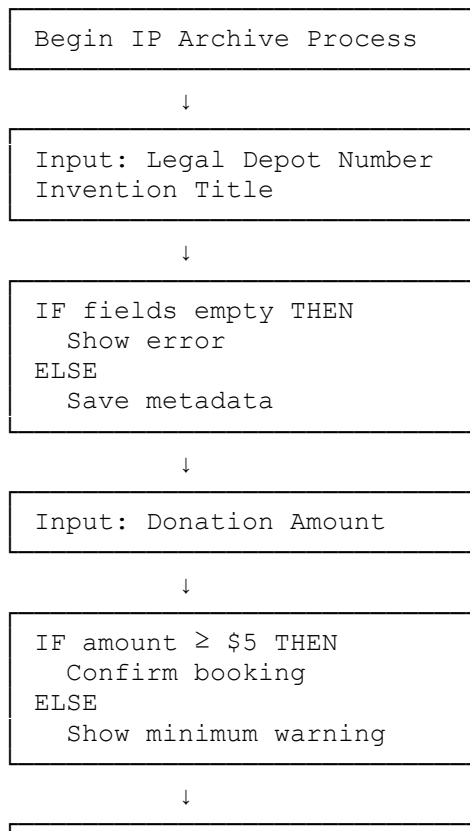 Begin IP Archive Process
↓
Input: Legal Depot Number
Invention Title
↓
IF fields empty THEN
Show error
ELSE
Save metadata
↓
Input: Donation Amount
↓
IF amount ≥ $5 THEN
Confirm booking
ELSE
Show minimum warning
↓